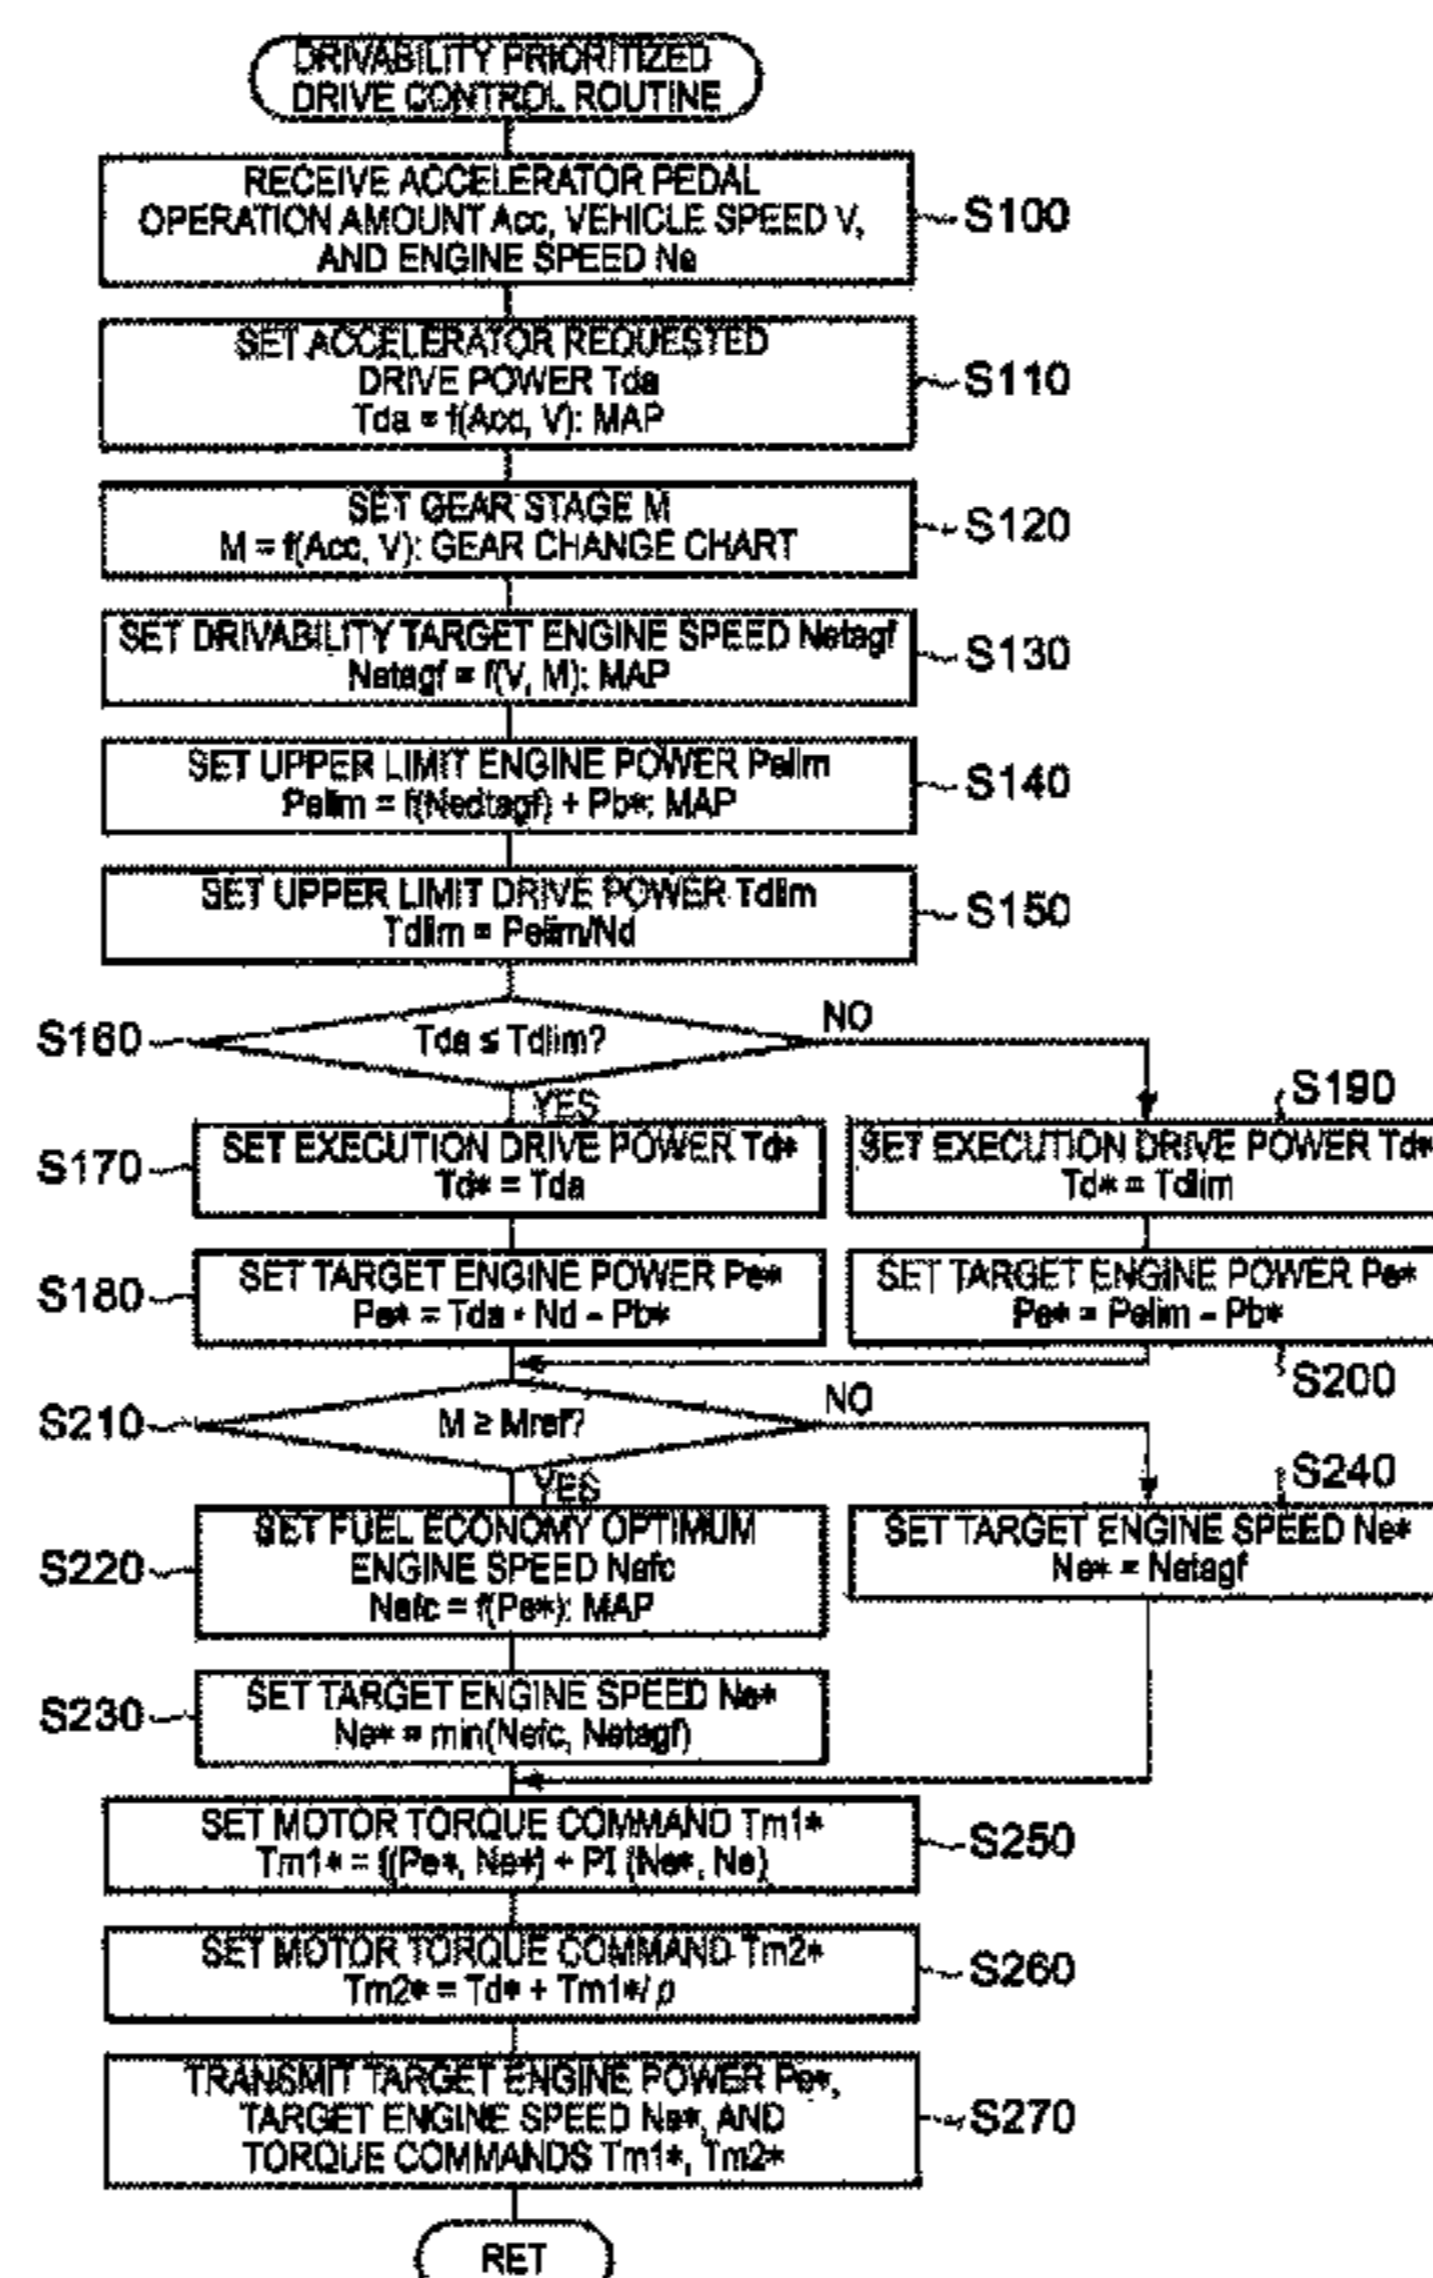 DRIVABILITY PRIORITIZED
DRIVE CONTROL ROUTINE
RECEIVE ACCELERATOR PEDAL
OPERATION AMOUNT Acc, VEHICLE SPEED V,
AND ENGINE SPEED Ne
S100
SET ACCELERATOR REQUESTED
DRIVE POWER Tda
Tda = f(Acc, V): MAP
S110
SET GEAR STAGE M
M = f(Acc, V): GEAR CHANGE CHART
S120
SET DRIVABILITY TARGET ENGINE SPEED Netagf
Netagf = f(V, M): MAP
S130
SET UPPER LIMIT ENGINE POWER Pelim
Pelim = f(Nedtagf) + Pb*: MAP
S140
SET UPPER LIMIT DRIVE POWER Tdlim
Tdlim = Pelim/Nd
S150
S160
Tda ≤ Tdlim?
NO
YES
S190
S170
SET EXECUTION DRIVE POWER Td*
Td* = Tda
SET EXECUTION DRIVE POWER Td*
Td* = Tdlim
S180
SET TARGET ENGINE POWER Pe*
Pe* = Tda · Nd – Pb*
SET TARGET ENGINE POWER Pe*
Pe* = Pelim – Pb*
S200
S210
M ≥ Mref?
NO
YES
S240
S220
SET FUEL ECONOMY OPTIMUM
ENGINE SPEED Nefc
Nefc = f(Pe*): MAP
SET TARGET ENGINE SPEED Ne*
Ne* = Netagf
S230
SET TARGET ENGINE SPEED Ne*
Ne* = min(Nefc, Netagf)
SET MOTOR TORQUE COMMAND Tm1*
Tm1* = f(Pe*, Ne*) + PI (Ne*, Ne)
S250
SET MOTOR TORQUE COMMAND Tm2*
Tm2* = Td* + Tm1*/ρ
S260
TRANSMIT TARGET ENGINE POWER Pe*,
TARGET ENGINE SPEED Ne*, AND
TORQUE COMMANDS Tm1*, Tm2*
S270
RET